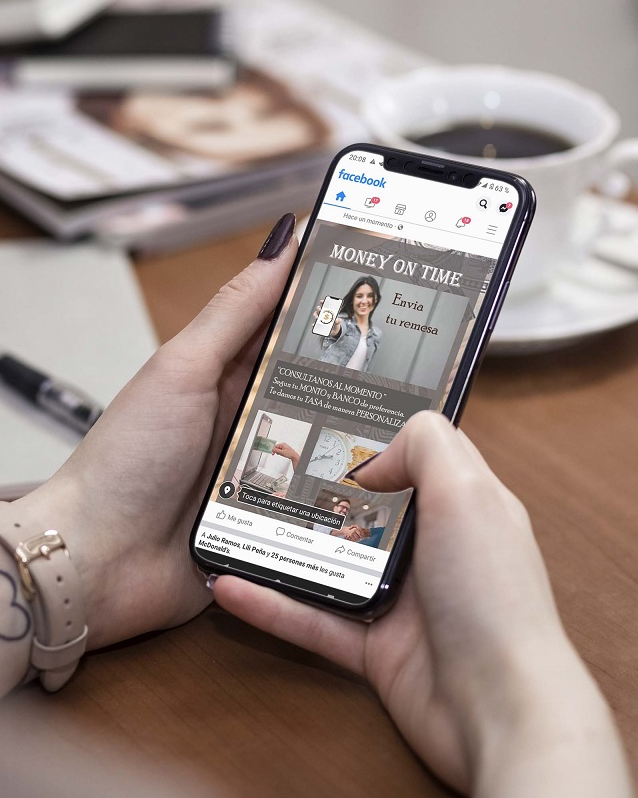 20:08
63 %
facebook
Hace un momento ·
MONEY ON TIME
Envia
tu remesa
"CONSULTANOS AL MOMENTO "
Segun tu MONTO y BANCO de preferencia.
Te damos tu TASA de manera PERSONALIZA
Toca para etiquetar una ubicación
Me gusta
Comentar
Compartir
A Julio Ramos, Lili Peña y 25 personas más les gusta
McDonald's.